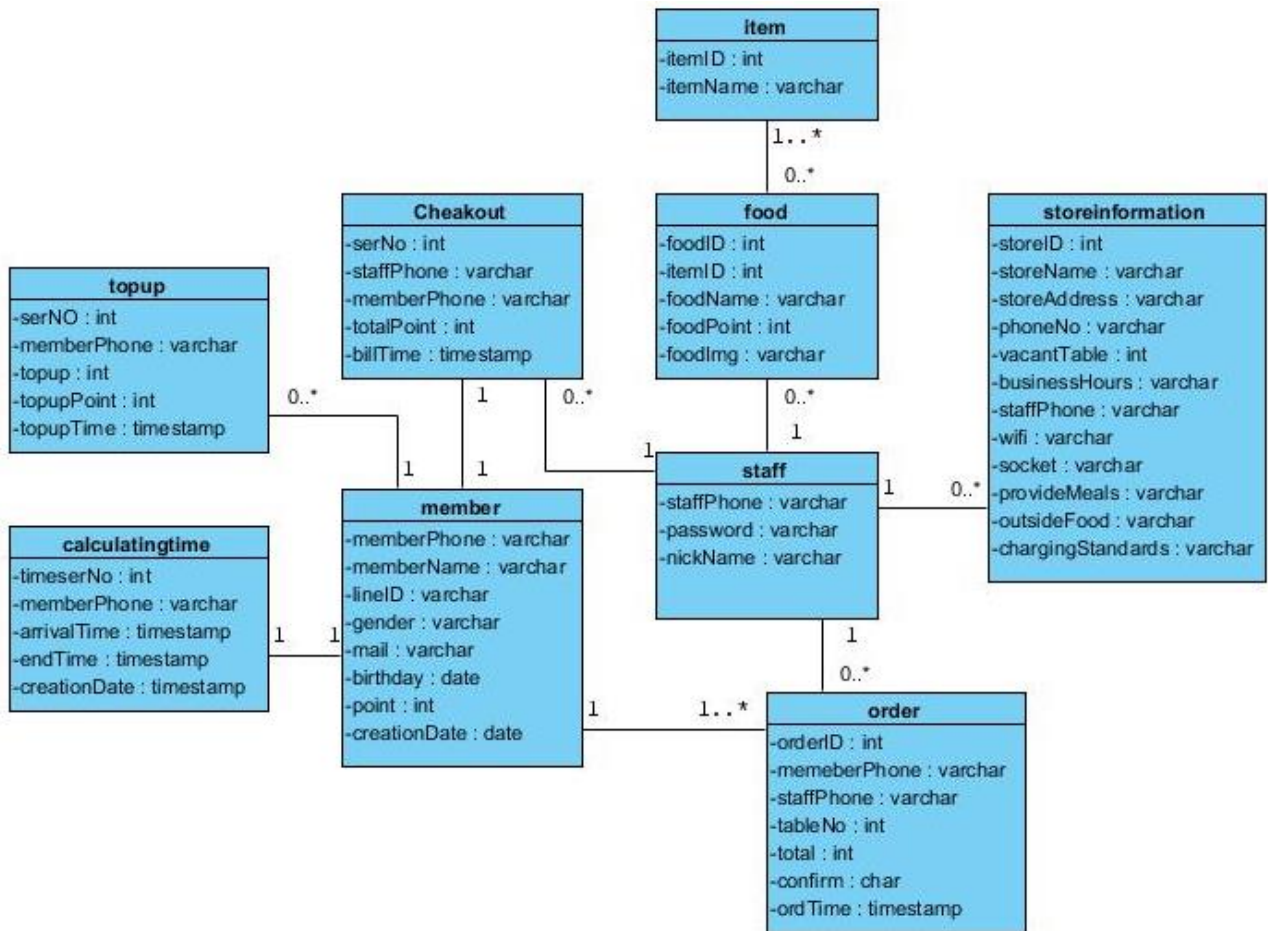 item
-itemID : int
-itemName : varchar
1..*
0..*
Cheakout
-serNo : int
-staffPhone : varchar
-memberPhone : varchar
-totalPoint : int
-billTime : timestamp
food
-foodID : int
-itemID : int
-foodName : varchar
-foodPoint : int
-foodImg : varchar
storeinformation
-storeID : int
-storeName : varchar
-storeAddress : varchar
-phoneNo : varchar
-vacantTable : int
-businessHours : varchar
-staffPhone : varchar
-wifi : varchar
-socket : varchar
-provideMeals : varchar
-outsideFood : varchar
-chargingStandards : varchar
topup
-serNO : int
-memberPhone : varchar
-topup : int
-topupPoint : int
-topupTime : timestamp
0..*
1
1
1
0..*
1
0..*
1
staff
-staffPhone : varchar
-password : varchar
-nickName : varchar
1
0..*
member
-memberPhone : varchar
-memberName : varchar
-lineID : varchar
-gender : varchar
-mail : varchar
-birthday : date
-point : int
-creationDate : date
calculatingtime
-timeserNo : int
-memberPhone : varchar
-arrivalTime : timestamp
-endTime : timestamp
-creationDate : timestamp
1
1
1
0..*
1
1..*
order
-orderID : int
-memeberPhone : varchar
-staffPhone : varchar
-tableNo : int
-total : int
-confirm : char
-ordTime : timestamp